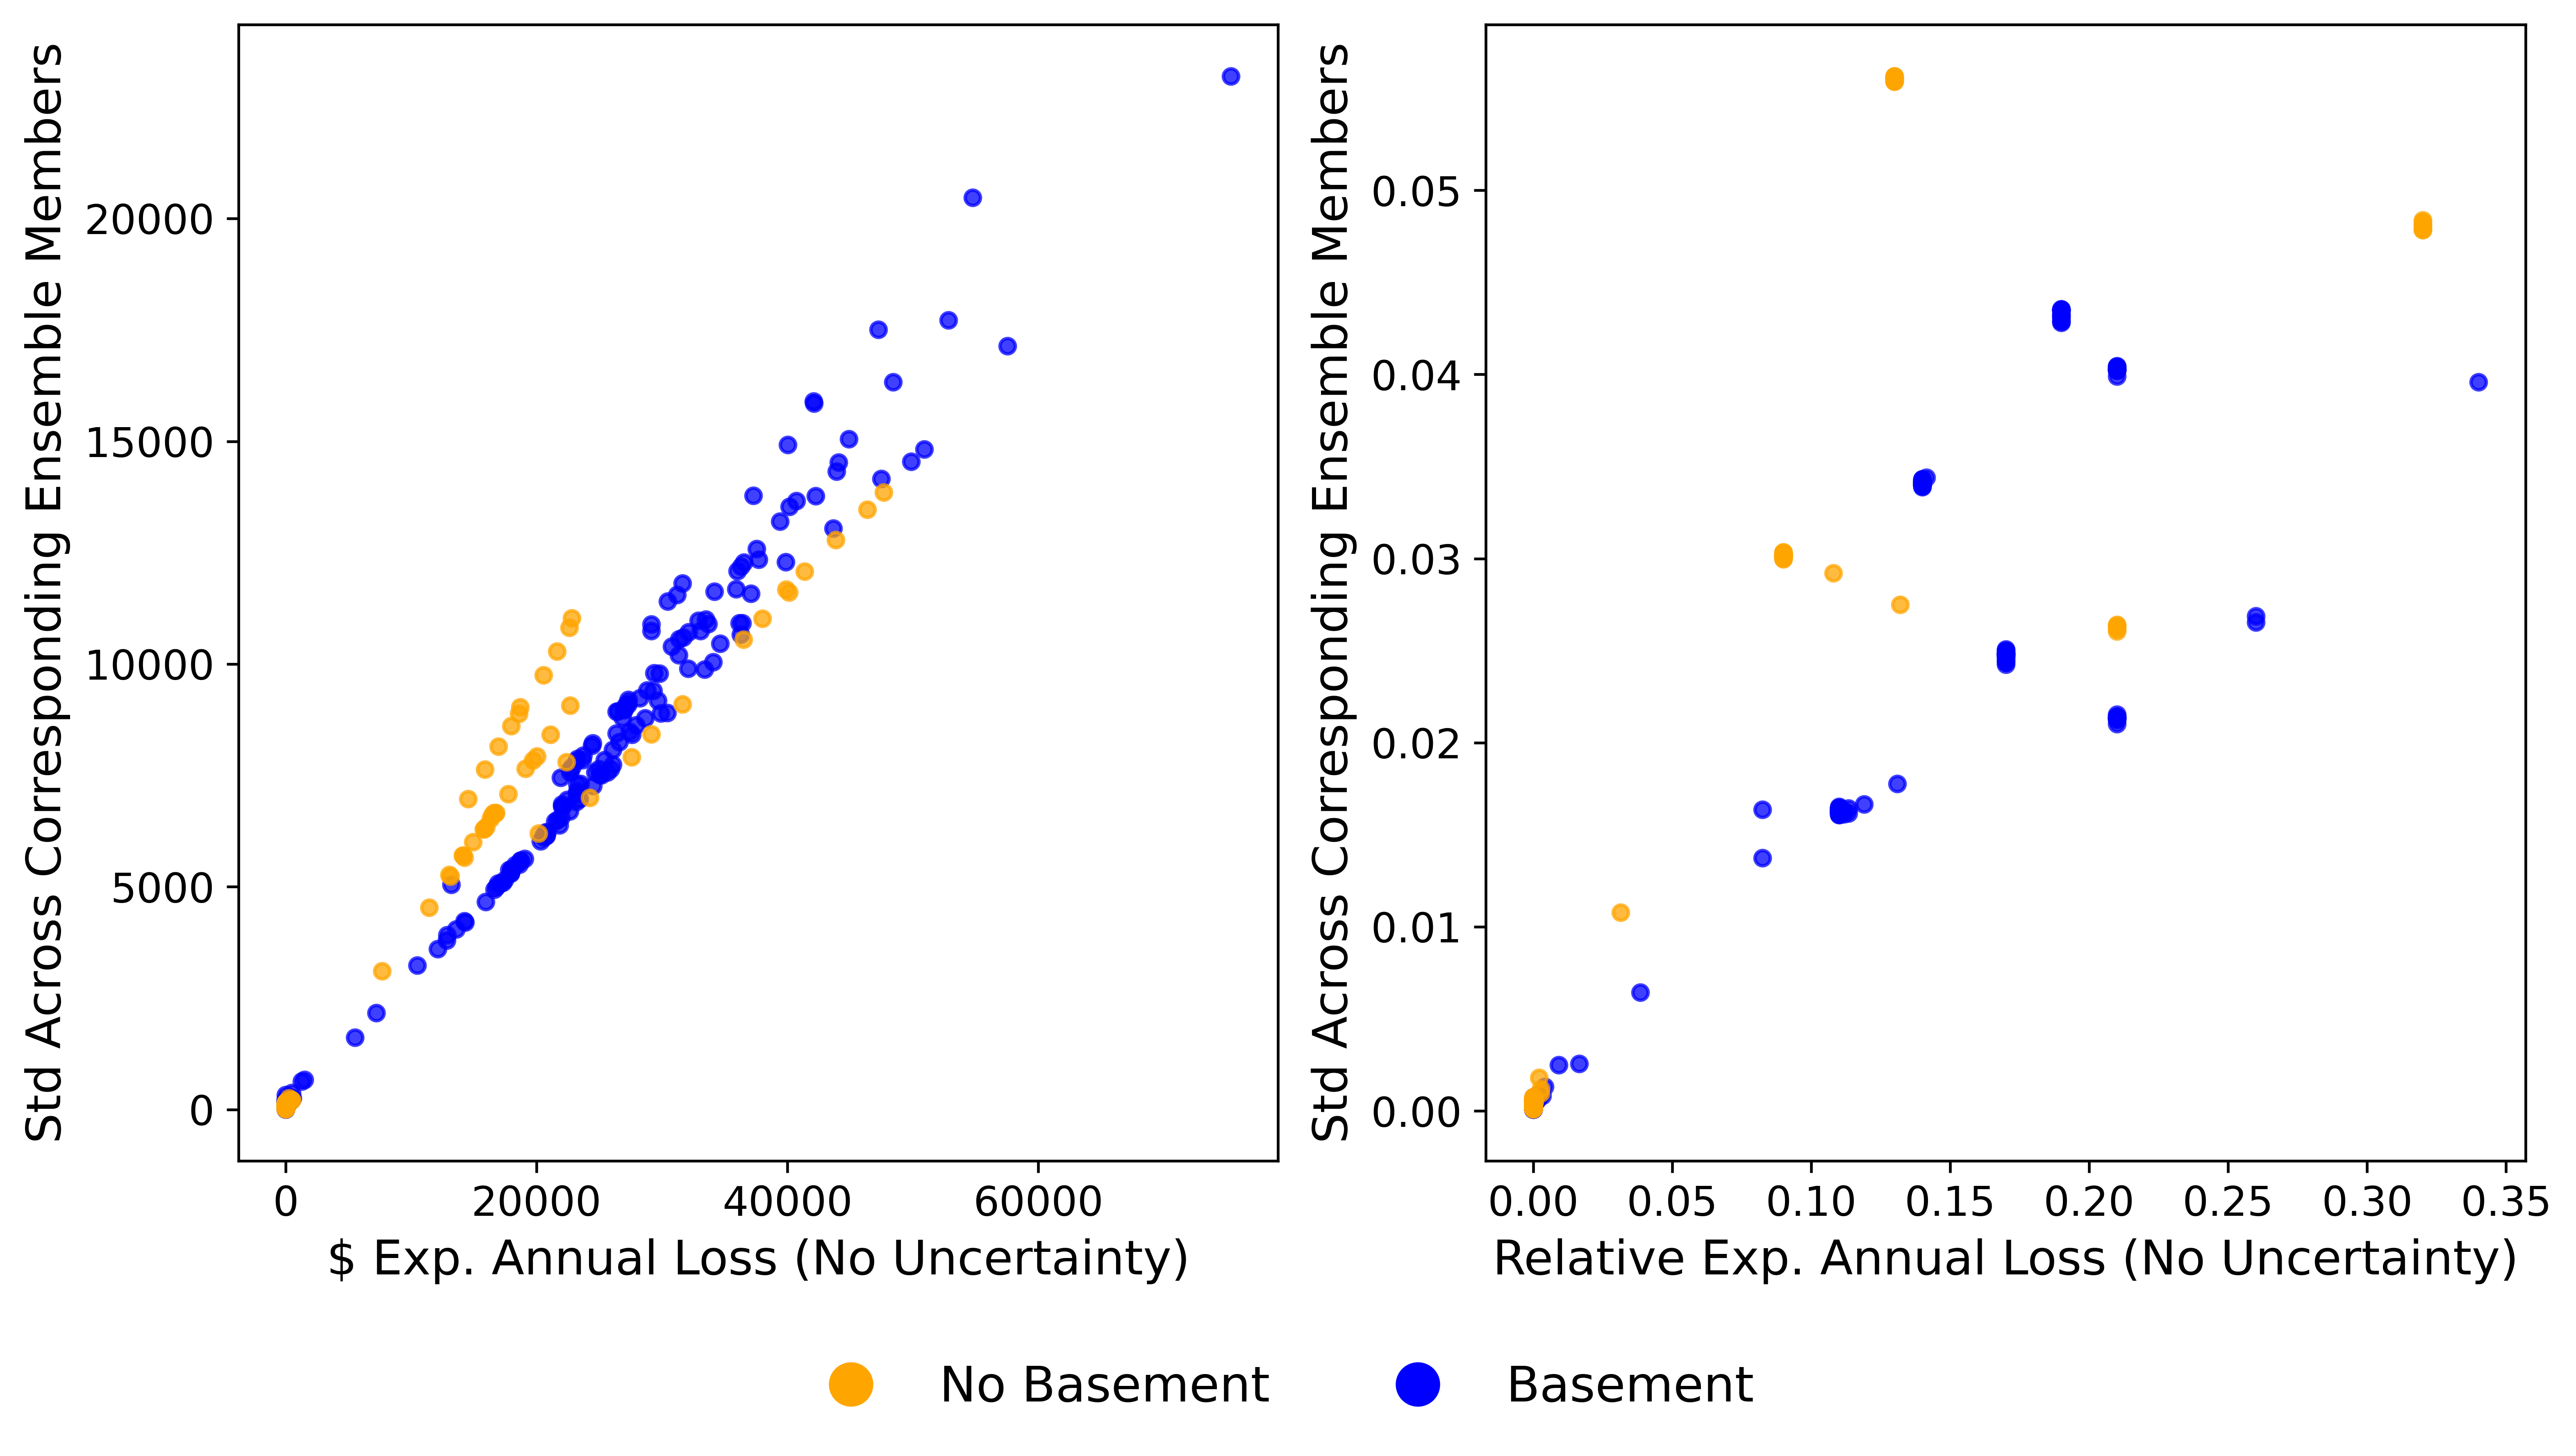 Std Across Corresponding Ensemble Members
20000
15000
10000
5000
0
0 20000 40000 60000
$ Exp. Annual Loss (No Uncertainty)
Std Across Corresponding Ensemble Members
0.05
0.04
0.03
0.02
0.01
0.00
0.00 0.05 0.10 0.15 0.20 0.25 0.30 0.35
Relative Exp. Annual Loss (No Uncertainty)
No Basement Basement